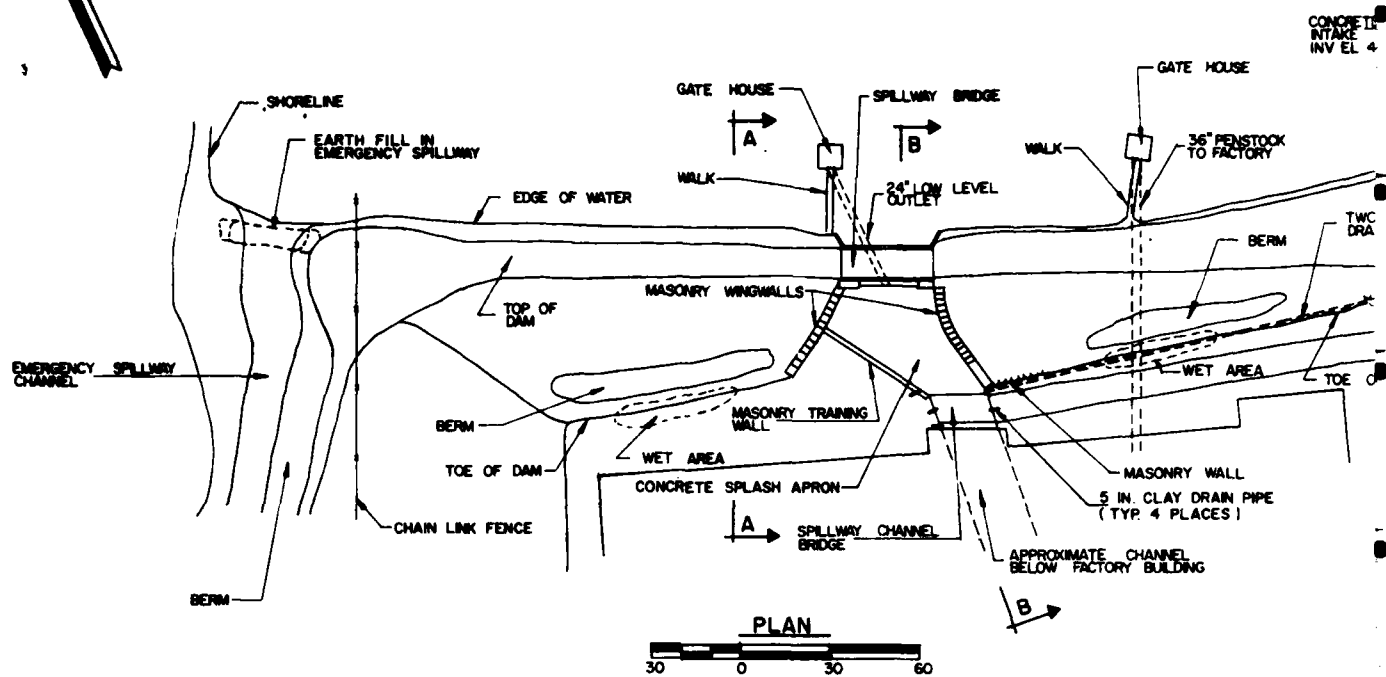 CONCRETE
INTAKE
INV EL 4
GATE HOUSE
GATE HOUSE
SPILLWAY BRIDGE
SHORELINE
A
B
EARTH FILL IN
EMERGENCY SPILLWAY
WALK
36" PENSTOCK
TO FACTORY
WALK
24" LOW LEVEL
OUTLET
EDGE OF WATER
TWO
DRA
BERM
MASONRY WINGWALLS
TOP OF
DAM
EMERGENCY SPILLWAY
CHANNEL
WET AREA
TOE O
BERM
MASONRY TRAINING
WALL
WET AREA
TOE OF DAM
MASONRY WALL
CONCRETE SPLASH APRON
5 IN. CLAY DRAIN PIPE
(TYP. 4 PLACES)
A
CHAIN LINK FENCE
SPILLWAY CHANNEL
BRIDGE
APPROXIMATE CHANNEL
BELOW FACTORY BUILDING
BERM
B
PLAN
30 0 30 60